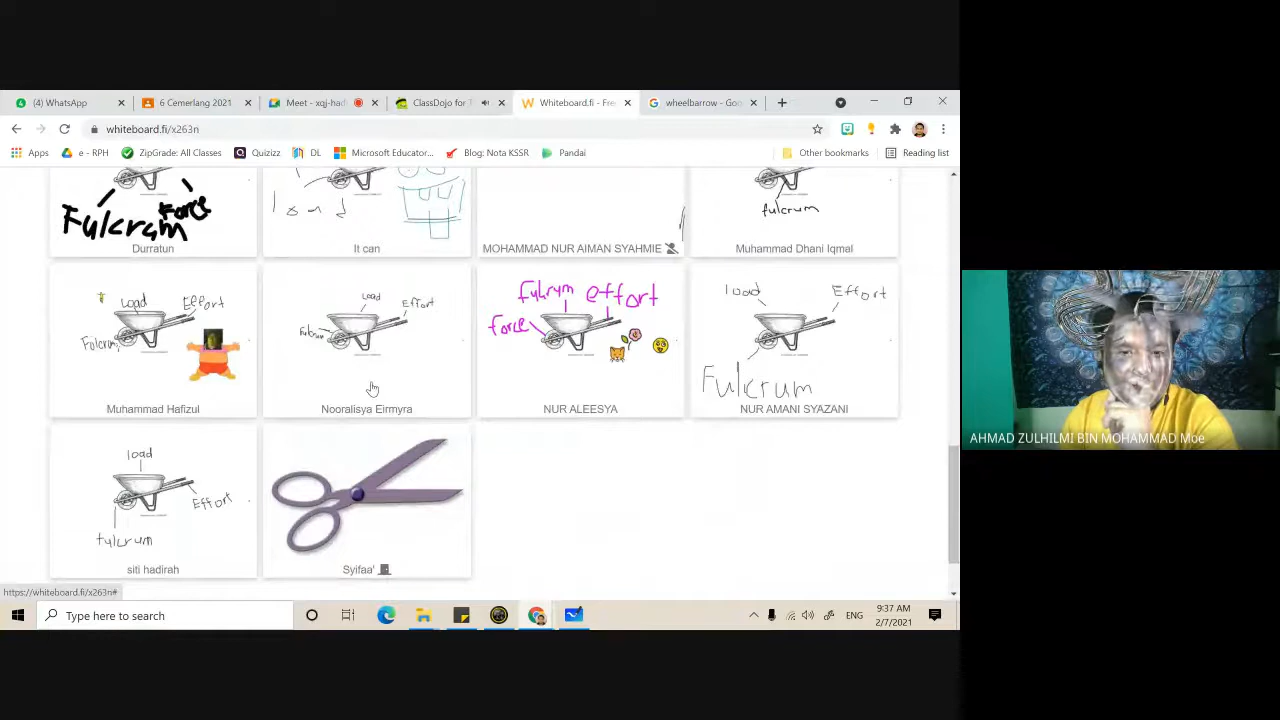 (4) WhatsApp
6 Cemerlang 2021
Meet - xqj-had
ClassDojo for T
Whiteboard.fi - Fre
wheelbarrow - Goo
whiteboard.fi/x263n
Apps
e - RPH
ZipGrade: All Classes
Quizizz
DL
Microsoft Educator...
Blog: Nota KSSR
Pandai
Other bookmarks
Reading list
Fulcrum
Force
Durratun
It can
MOHAMMAD NUR AIMAN SYAHMIE
fulcrum
Muhammad Dhani Iqmal
Load
Effort
Fulcrum
Muhammad Hafizul
Load
Effort
Fulcrum
Nooralisya Eirmyra
fulcrum
effort
force
NUR ALEESYA
load
Effort
Fulcrum
NUR AMANI SYAZANI
load
Effort
fulcrum
siti hadirah
Syifaa'
https://whiteboard.fi/x263n#
Type here to search
ENG
9:37 AM
2/7/2021
AHMAD ZULHILMI BIN MOHAMMAD Moe